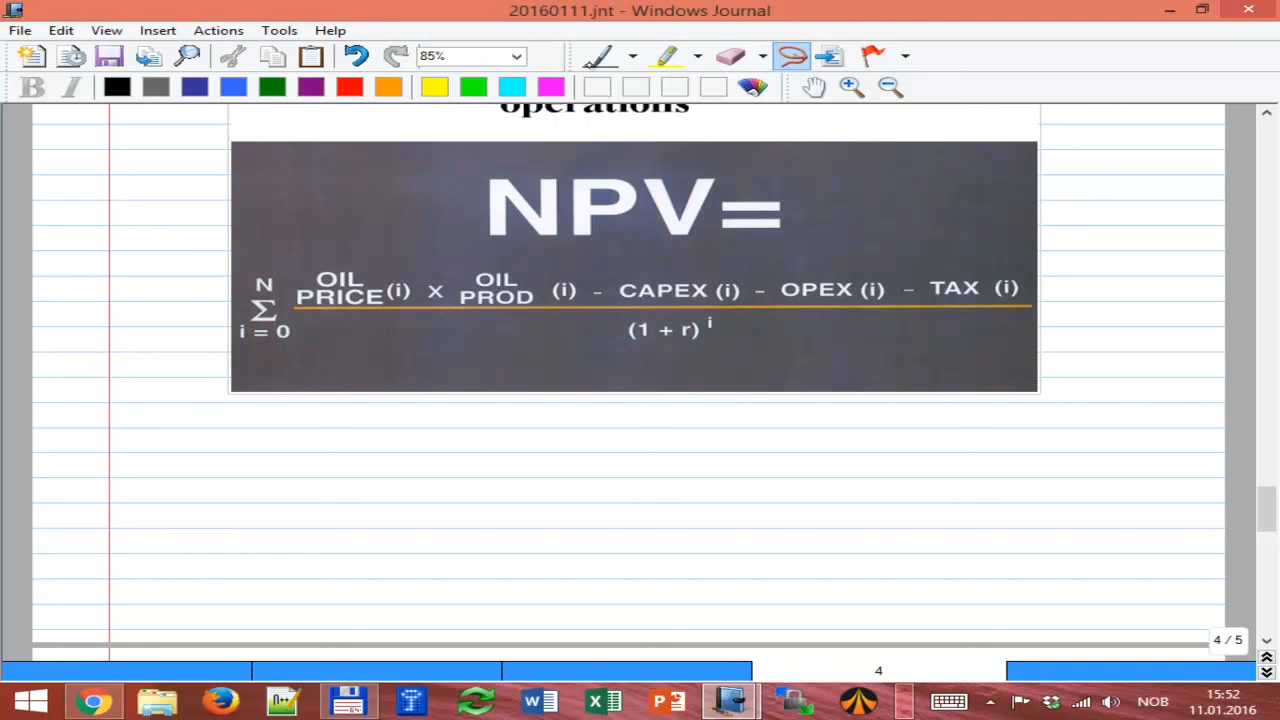 20160111.jnt - Windows Journal
File Edit View Insert Actions Tools Help
85%
B I
operations
NPV=
N
Σ
i = 0
OIL PRICE (i) X OIL PROD (i) - CAPEX (i) - OPEX (i) - TAX (i)
(1 + r) i
4 / 5
4
NOB
15:52
11.01.2016